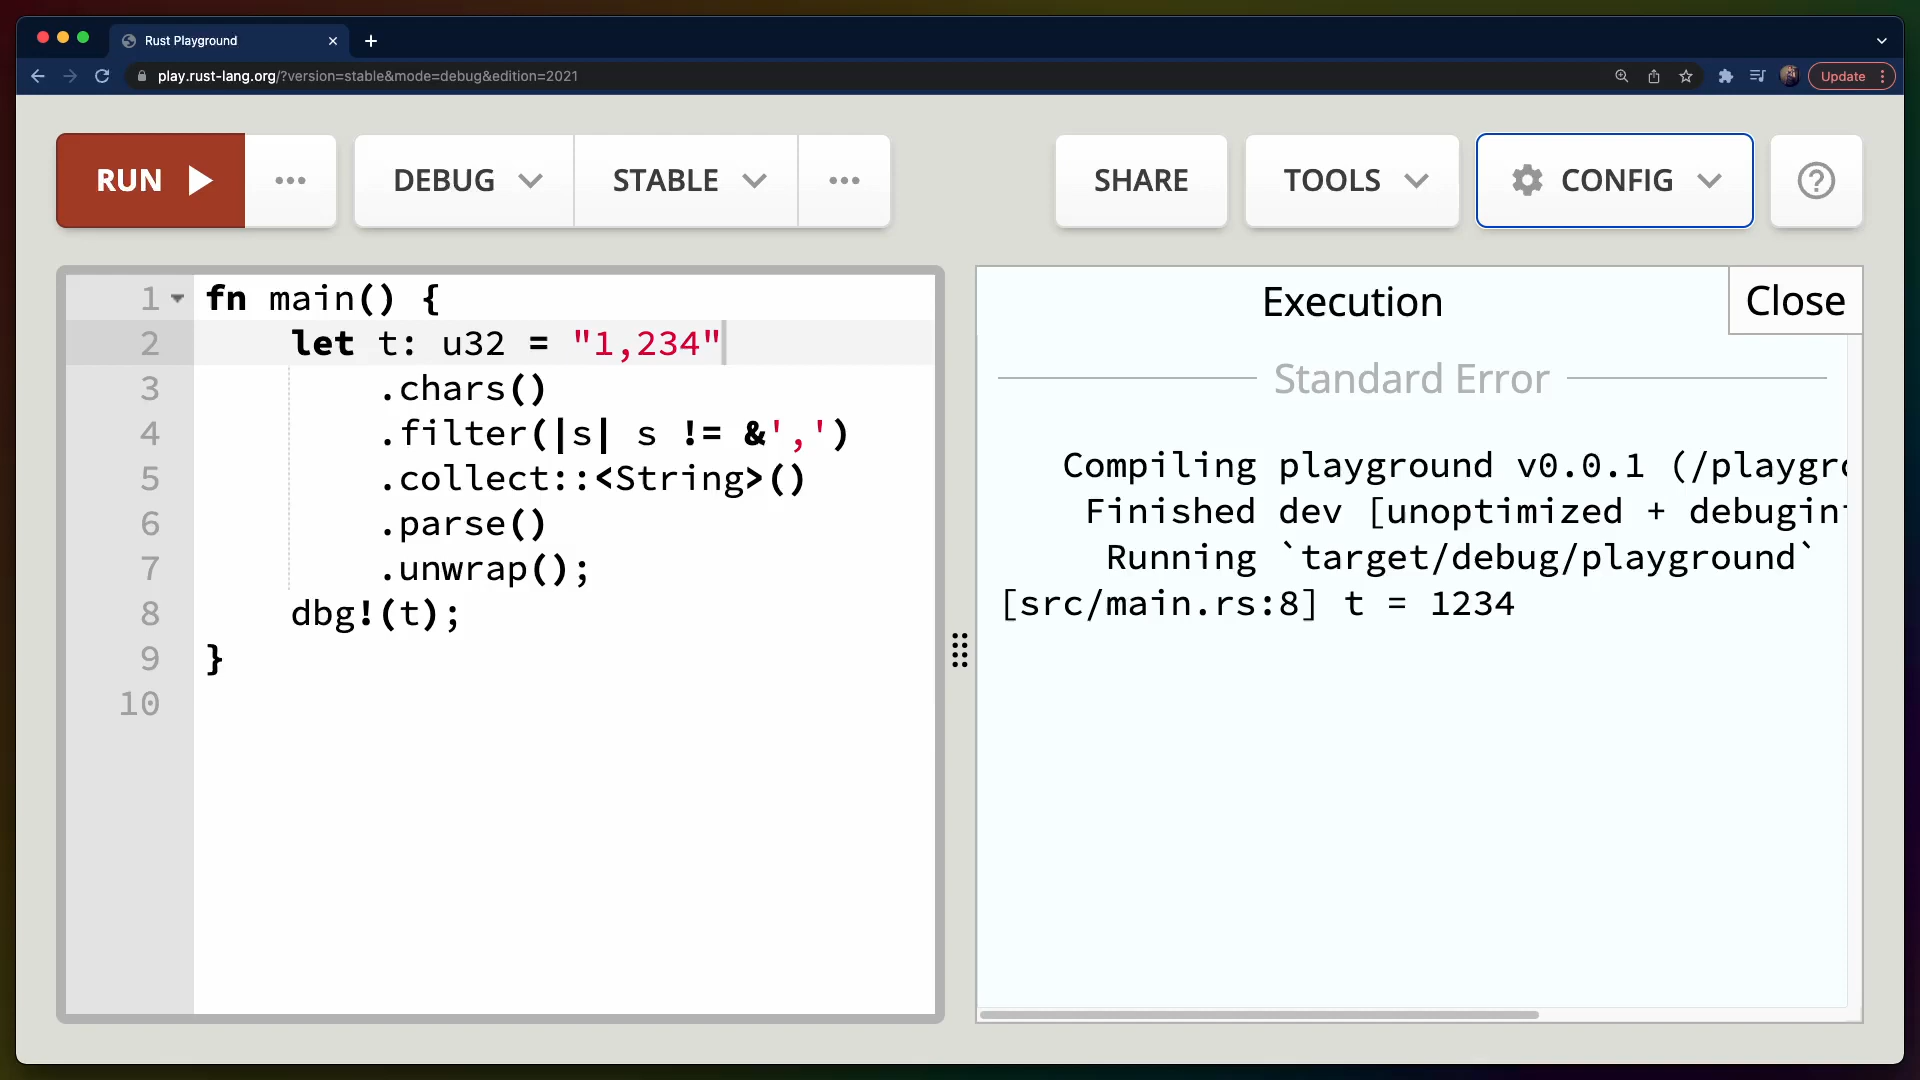 Rust Playground
play.rust-lang.org/?version=stable&mode=debug&edition=2021
Update
RUN
DEBUG
STABLE
SHARE
TOOLS
CONFIG
1 fn main() {
2 let t: u32 = "1,234"
3 .chars()
4 .filter(|s| s != &',')
5 .collect::<String>()
6 .parse()
7 .unwrap();
8 dbg!(t);
9 }
10
Execution
Close
Standard Error
Compiling playground v0.0.1 (/playgr
Finished dev [unoptimized + debugin
Running `target/debug/playground`
[src/main.rs:8] t = 1234